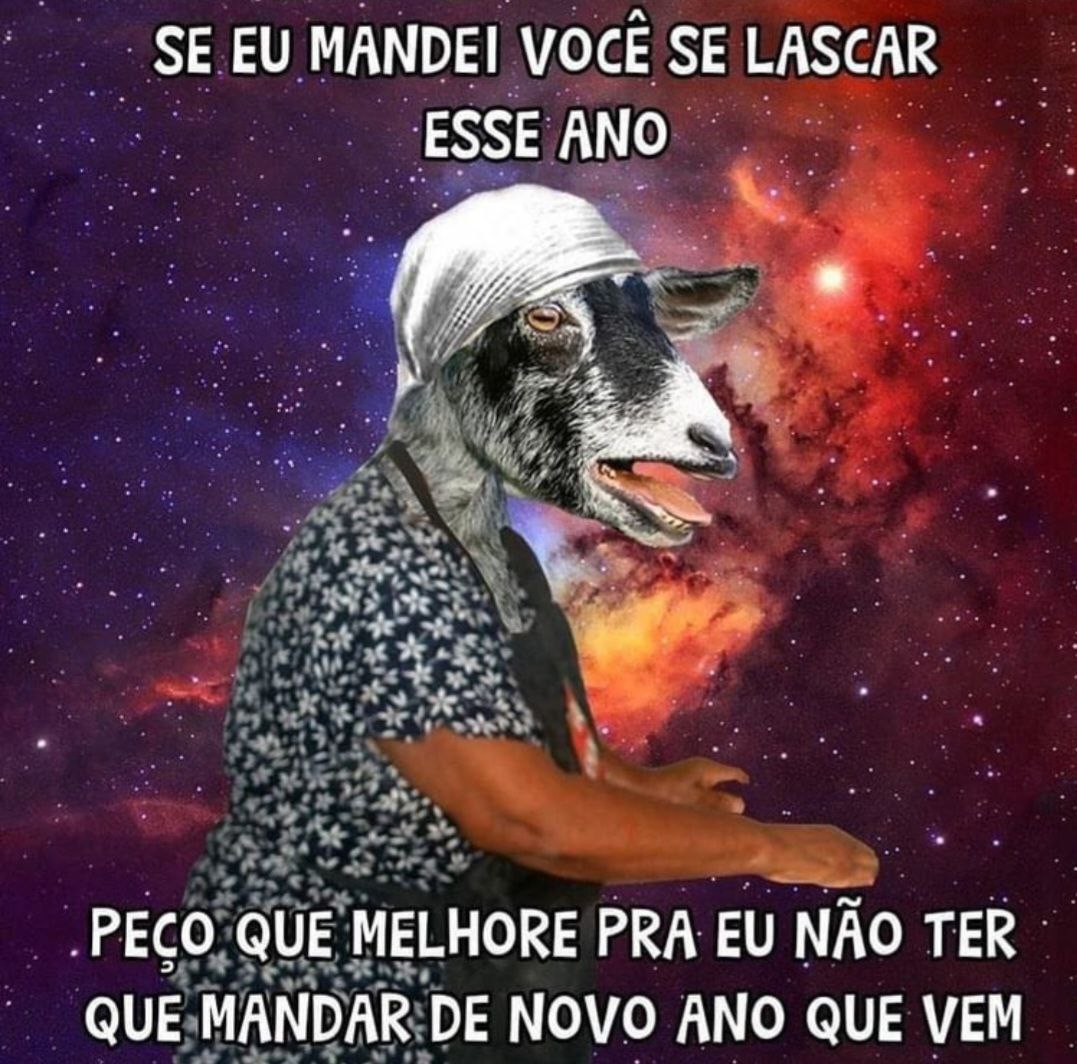 SE EU MANDEI VOCÊ SE LASCAR
ESSE ANO
PEÇO QUE MELHORE PRA EU NÃO TER
QUE MANDAR DE NOVO ANO QUE VEM